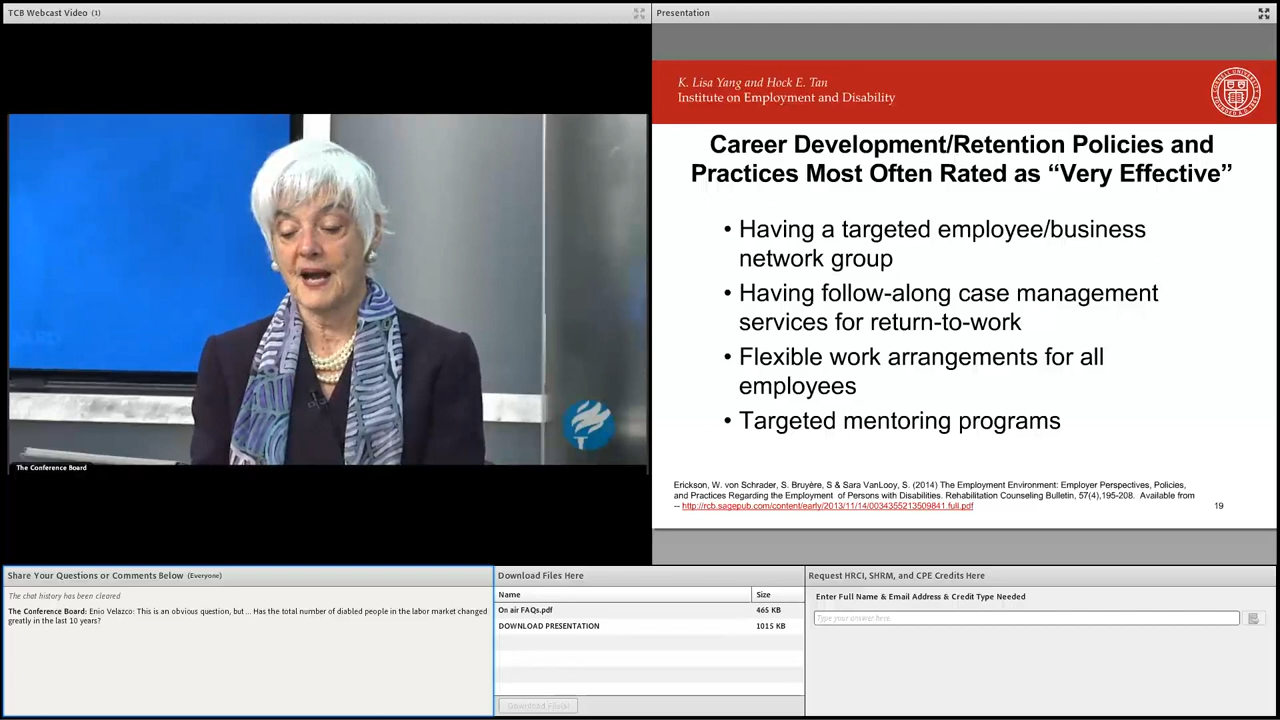 TCB Webcast Video (1)
The Conference Board
Presentation
K. Lisa Yang and Hock E. Tan
Institute on Employment and Disability
Career Development/Retention Policies and
Practices Most Often Rated as “Very Effective”
• Having a targeted employee/business
network group
• Having follow-along case management
services for return-to-work
• Flexible work arrangements for all
employees
• Targeted mentoring programs
Erickson, W. von Schrader, S. Bruyère, S & Sara VanLooy, S. (2014) The Employment Environment: Employer Perspectives, Policies,
and Practices Regarding the Employment of Persons with Disabilities. Rehabilitation Counseling Bulletin, 57(4),195-208. Available from
-- http://rcb.sagepub.com/content/early/2013/11/14/0034355213509841.full.pdf
19
Share Your Questions or Comments Below (Everyone)
The chat history has been cleared
The Conference Board: Enio Velazco: This is an obvious question, but ... Has the total number of diabled people in the labor market changed
greatly in the last 10 years?
Download Files Here
Name Size
On air FAQs.pdf 465 KB
DOWNLOAD PRESENTATION 1015 KB
Download File(s)
Request HRCI, SHRM, and CPE Credits Here
Enter Full Name & Email Address & Credit Type Needed
Type your answer here.